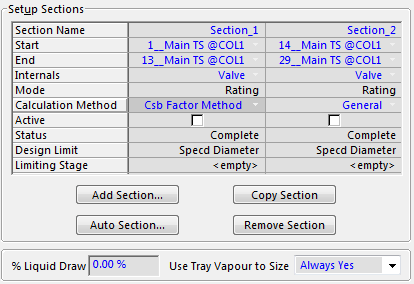 Setup Sections
Section Name Section_1 Section_2
Start 1__Main TS @COL1 14__Main TS @COL1
End 13__Main TS @COL1 29__Main TS @COL1
Internals Valve Valve
Mode Rating Rating
Calculation Method Csb Factor Method General
Active
Status Complete Complete
Design Limit Specd Diameter Specd Diameter
Limiting Stage <empty> <empty>
Add Section... Copy Section
Auto Section... Remove Section
% Liquid Draw 0.00 % Use Tray Vapour to Size Always Yes